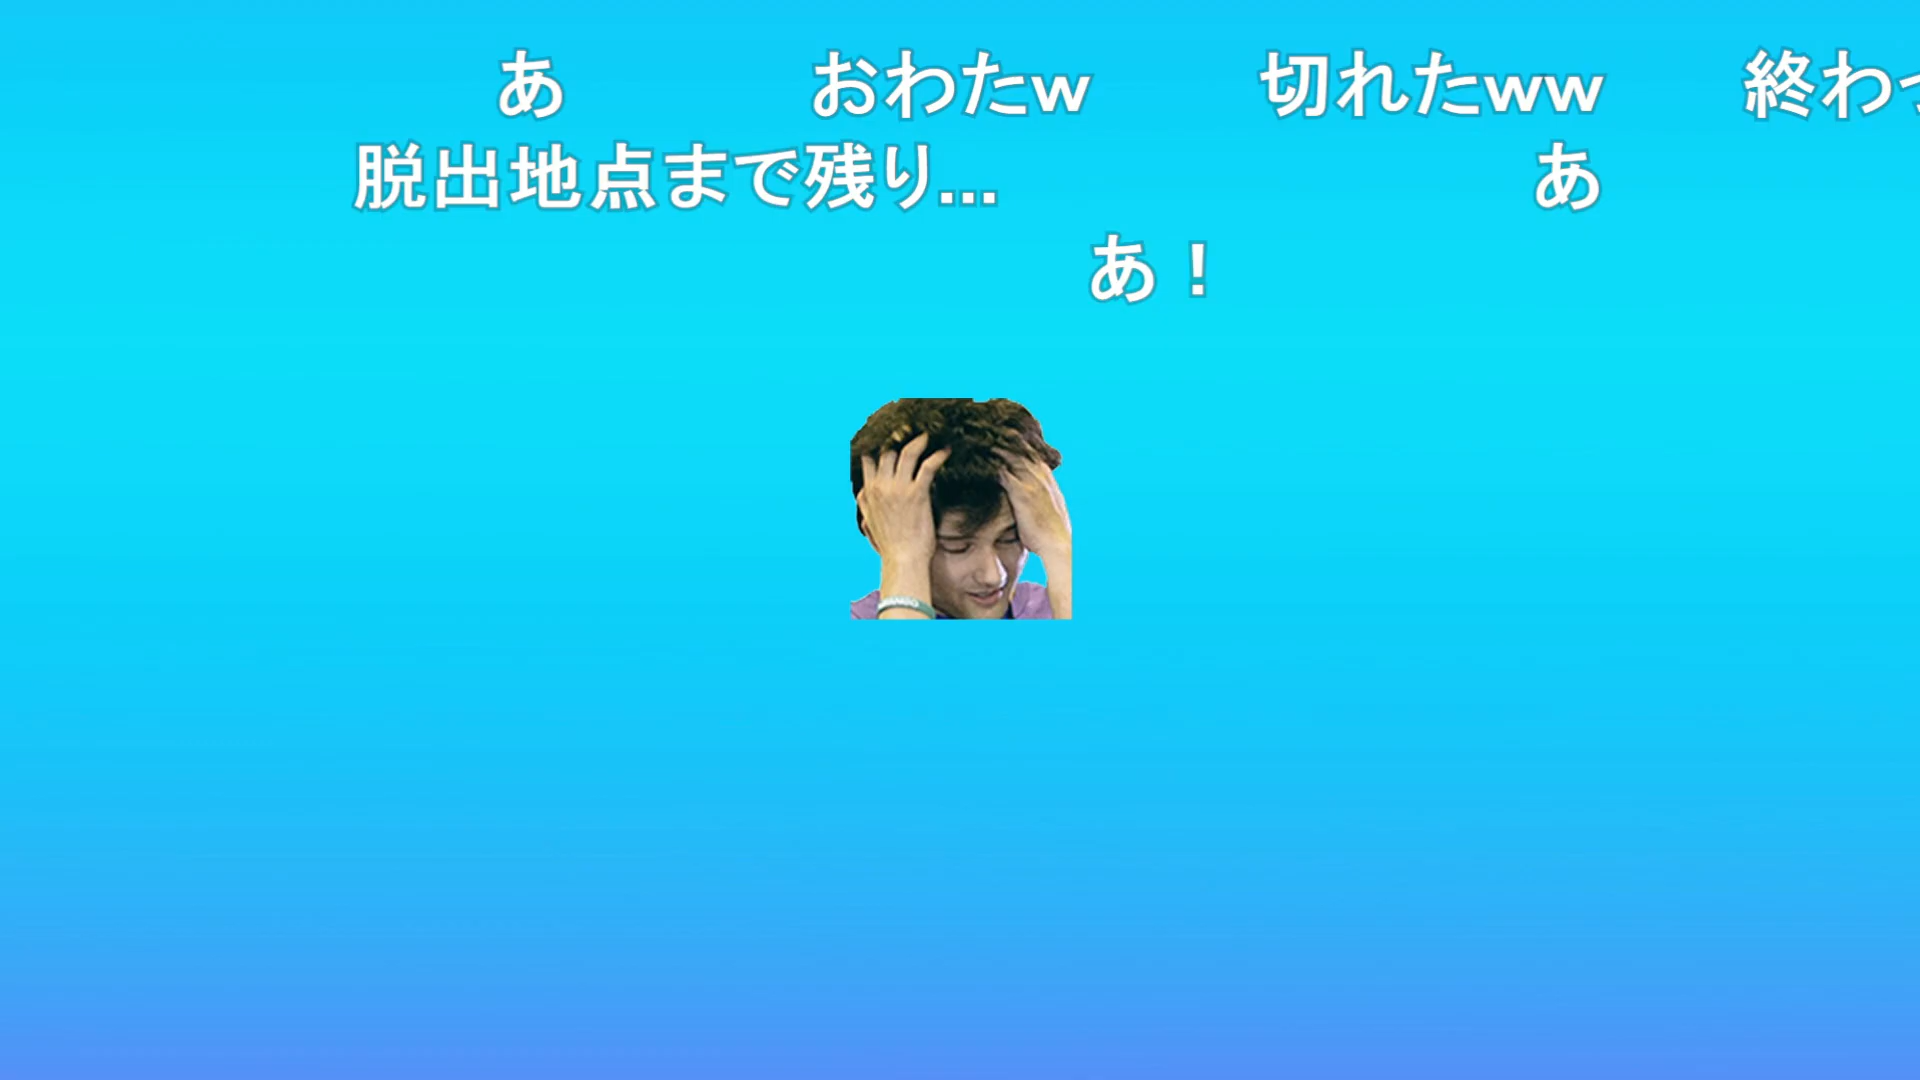 あ おわたw 切れたww 終わっ
脱出地点まで残り... あ
あ！